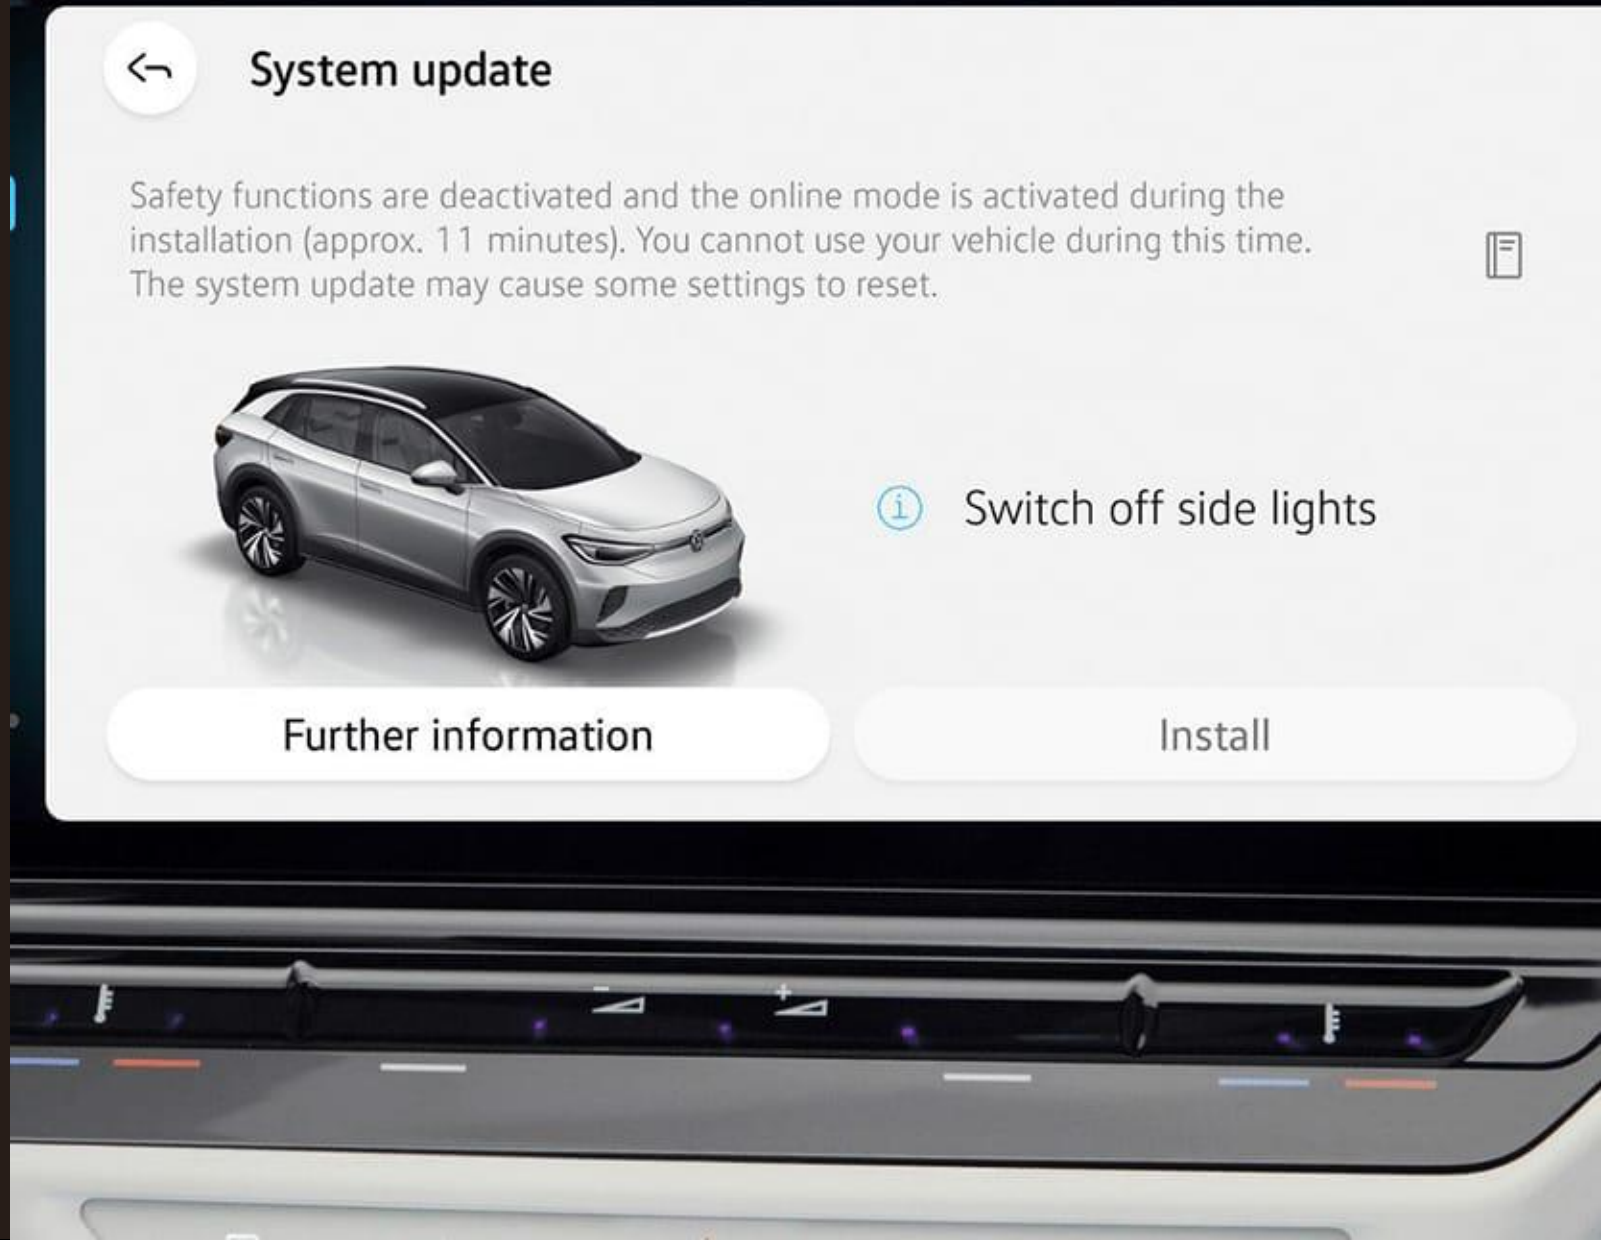 System update
Safety functions are deactivated and the online mode is activated during the
installation (approx. 11 minutes). You cannot use your vehicle during this time.
The system update may cause some settings to reset.
Switch off side lights
Further information
Install